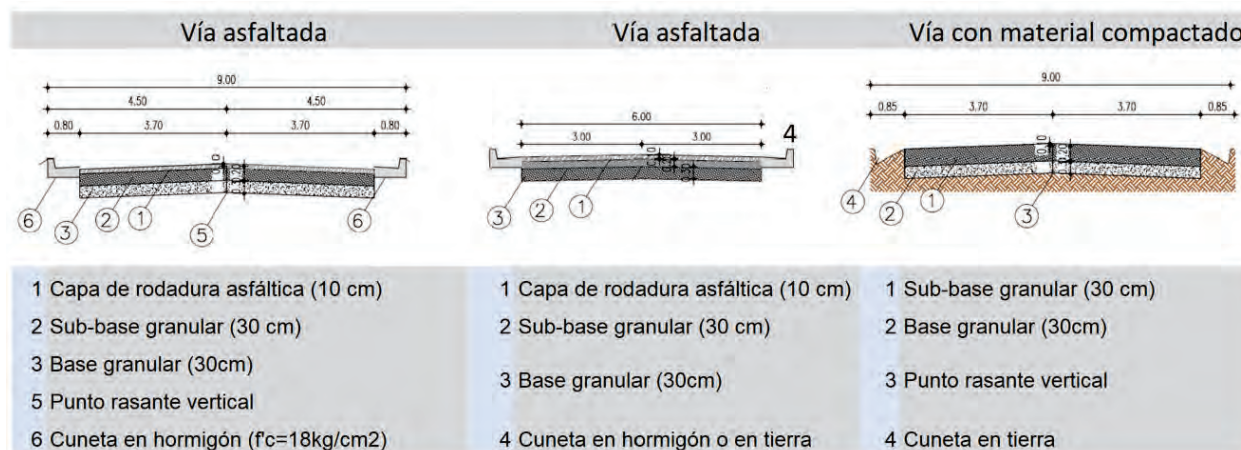 Vía asfaltada
9.00
4.50 4.50
0.80 3.70 3.70 0.80
0.20
6 3 2 1 5 6
1 Capa de rodadura asfáltica (10 cm)
2 Sub-base granular (30 cm)
3 Base granular (30cm)
5 Punto rasante vertical
6 Cuneta en hormigón (f'c=18kg/cm2)
Vía asfaltada
6.00
3.00 3.00
4
3 2 1
1 Capa de rodadura asfáltica (10 cm)
2 Sub-base granular (30 cm)
3 Base granular (30cm)
4 Cuneta en hormigón o en tierra
Vía con material compactado
9.00
0.85 3.70 3.70 0.85
0.10
0.20
4 2 1 3
1 Sub-base granular (30 cm)
2 Base granular (30cm)
3 Punto rasante vertical
4 Cuneta en tierra